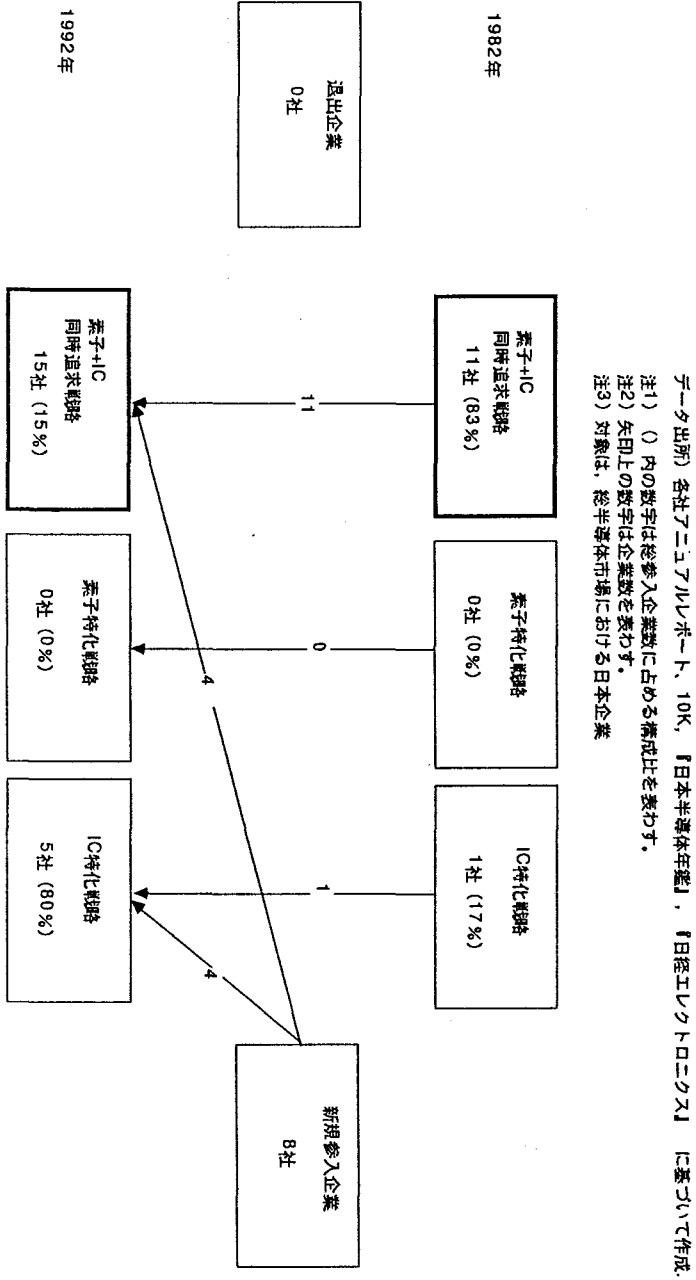 1982年
素子+IC
同時追求戦略
11社 (83%)
素子特化戦略
0社 (0%)
IC特化戦略
1社 (17%)
退出企業
0社
11
0
1
4
4
新規参入企業
8社
1992年
素子+IC
同時追求戦略
15社 (15%)
素子特化戦略
0社 (0%)
IC特化戦略
5社 (80%)
データ出所) 各社アニュアルレポート、10K, 『日本半導体年鑑』, 『日経エレクトロニクス』 に基づいて作成.
注1) () 内の数字は総参入企業数に占める構成比を表わす。
注2) 矢印上の数字は企業数を表わす。
注3) 対象は, 総半導体市場における日本企業